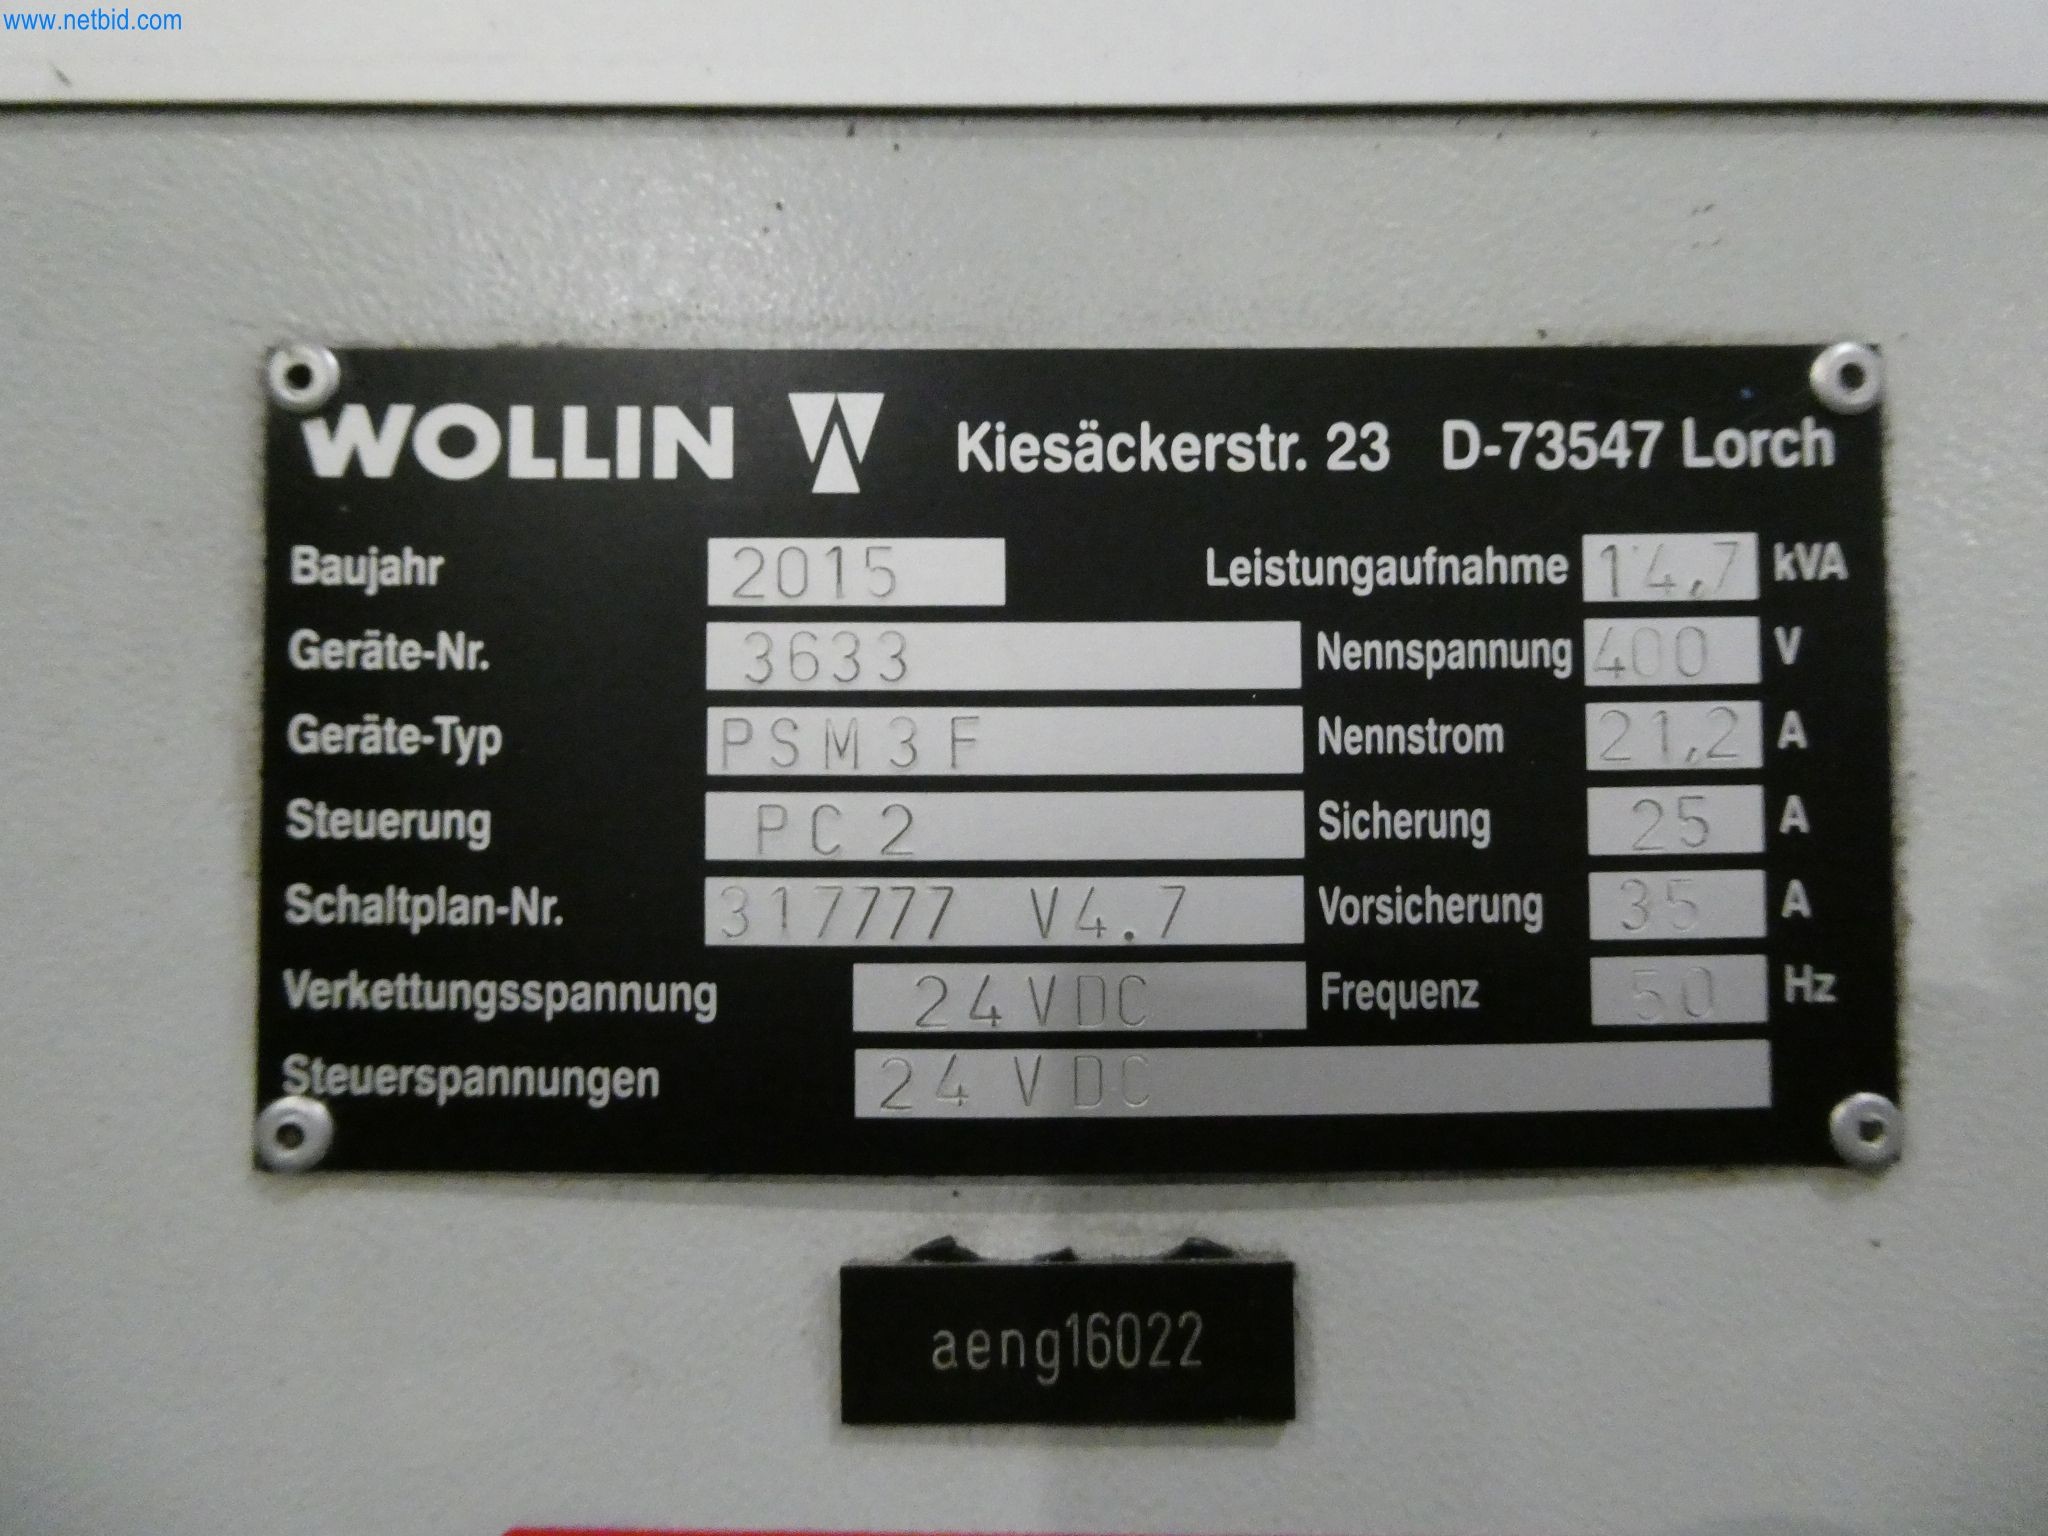 www.netbid.com
WOLLIN Kiesäckerstr. 23 D-73547 Lorch
Baujahr 2015 Leistungaufnahme 14,7 kVA
Geräte-Nr. 3633 Nennspannung 400 V
Geräte-Typ PSM3F Nennstrom 21,2 A
Steuerung PC2 Sicherung 25 A
Schaltplan-Nr. 317777 V4.7 Vorsicherung 35 A
Verkettungsspannung 24VDC Frequenz 50 Hz
Steuerspannungen 24 VDC
aeng16022